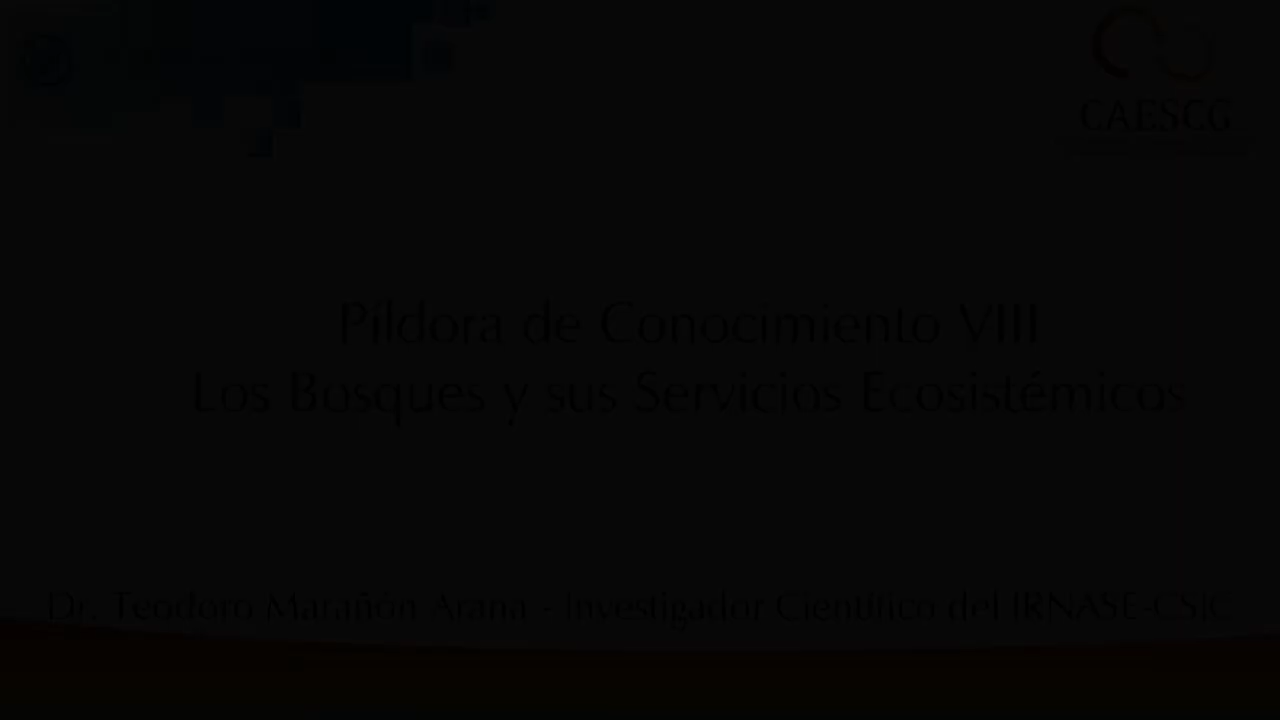 CAESCG
Píldora de Conocimiento VIII
Los Bosques y sus Servicios Ecosistémicos
Dr. Teodoro Marañón Arana - Investigador Científico del IRNASE-CSIC